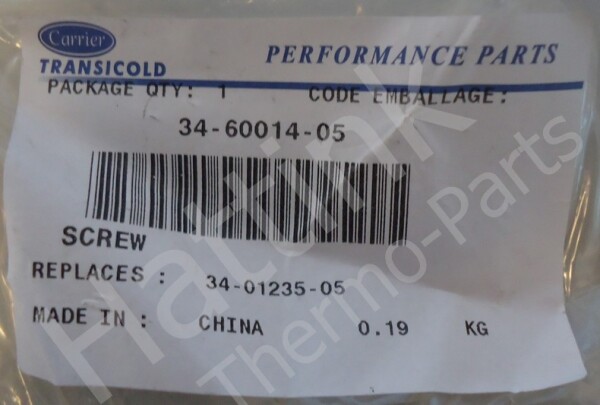 Carrier
TRANSICOLD
PERFORMANCE PARTS
PACKAGE QTY: 1 CODE EMBALLAGE:
34-60014-05
SCREW
REPLACES: 34-01235-05
MADE IN: CHINA 0.19 KG
Hattink
Thermo-Parts